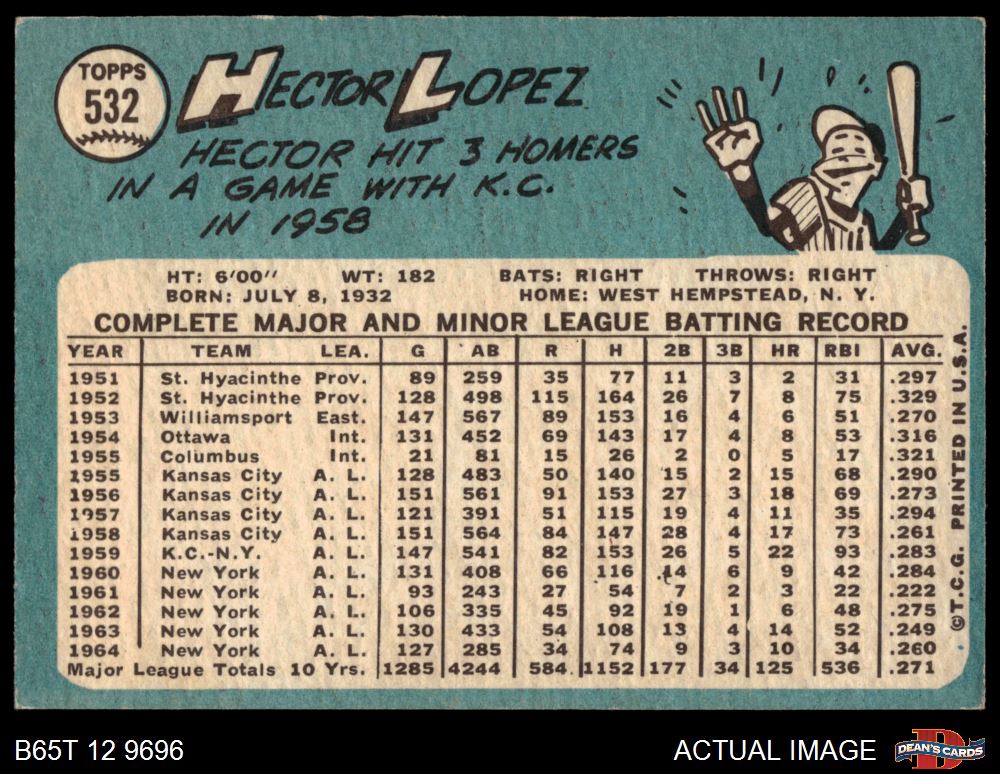 TOPPS
532
HECTOR LOPEZ
HECTOR HIT 3 HOMERS
IN A GAME WITH K.C.
IN 1958
HT: 6'00" WT: 182 BATS: RIGHT THROWS: RIGHT
BORN: JULY 8, 1932 HOME: WEST HEMPSTEAD, N. Y.
COMPLETE MAJOR AND MINOR LEAGUE BATTING RECORD
YEAR TEAM LEA. G AB R H 2B 3B HR RBI AVG.
1951 St. Hyacinthe Prov. 89 259 35 77 11 3 2 31 .297
1952 St. Hyacinthe Prov. 128 498 115 164 26 7 8 75 .329
1953 Williamsport East. 147 567 89 153 16 4 6 51 .270
1954 Ottawa Int. 131 452 69 143 17 4 8 53 .316
1955 Columbus Int. 21 81 15 26 2 0 5 17 .321
1955 Kansas City A. L. 128 483 50 140 15 2 15 68 .290
1956 Kansas City A. L. 151 561 91 153 27 3 18 69 .273
1957 Kansas City A. L. 121 391 51 115 19 4 11 35 .294
1958 Kansas City A. L. 151 564 84 147 28 4 17 73 .261
1959 K.C.-N.Y. A. L. 147 541 82 153 26 5 22 93 .283
1960 New York A. L. 131 408 66 116 14 6 9 42 .284
1961 New York A. L. 93 243 27 54 7 2 3 22 .222
1962 New York A. L. 106 335 45 92 19 1 6 48 .275
1963 New York A. L. 130 433 54 108 13 4 14 52 .249
1964 New York A. L. 127 285 34 74 9 3 10 34 .260
Major League Totals 10 Yrs. 1285 4244 584 1152 177 34 125 536 .271
©T.C.G. PRINTED IN U.S.A.
B65T 12 9696 ACTUAL IMAGE
D DEAN'S CARDS